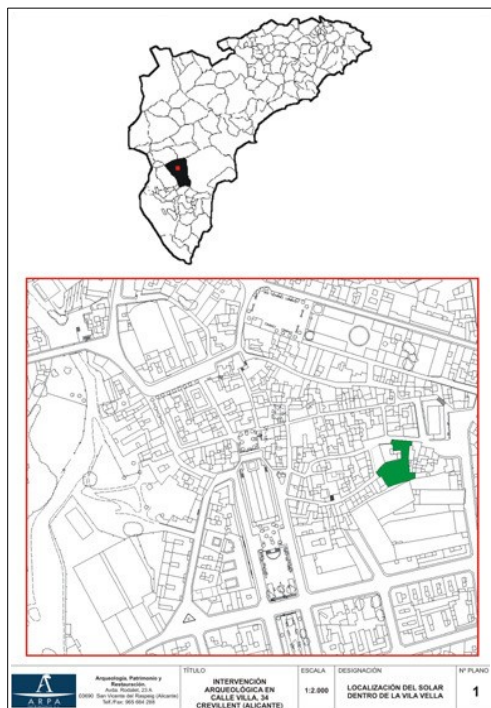 ARPA
Arqueología, Patrimonio y
Restauración.
Avda. Rodalet, 23 A
03690 San Vicente del Raspeig (Alicante)
TÍTULO
INTERVENCIÓN
ARQUEOLÓGICA EN
CALLE VILLA, 34
CREVILLENT (ALICANTE)
ESCALA
1:2.000
DESIGNACIÓN
LOCALIZACIÓN DEL SOLAR
DENTRO DE LA VILA VELLA
Nº PLANO
1